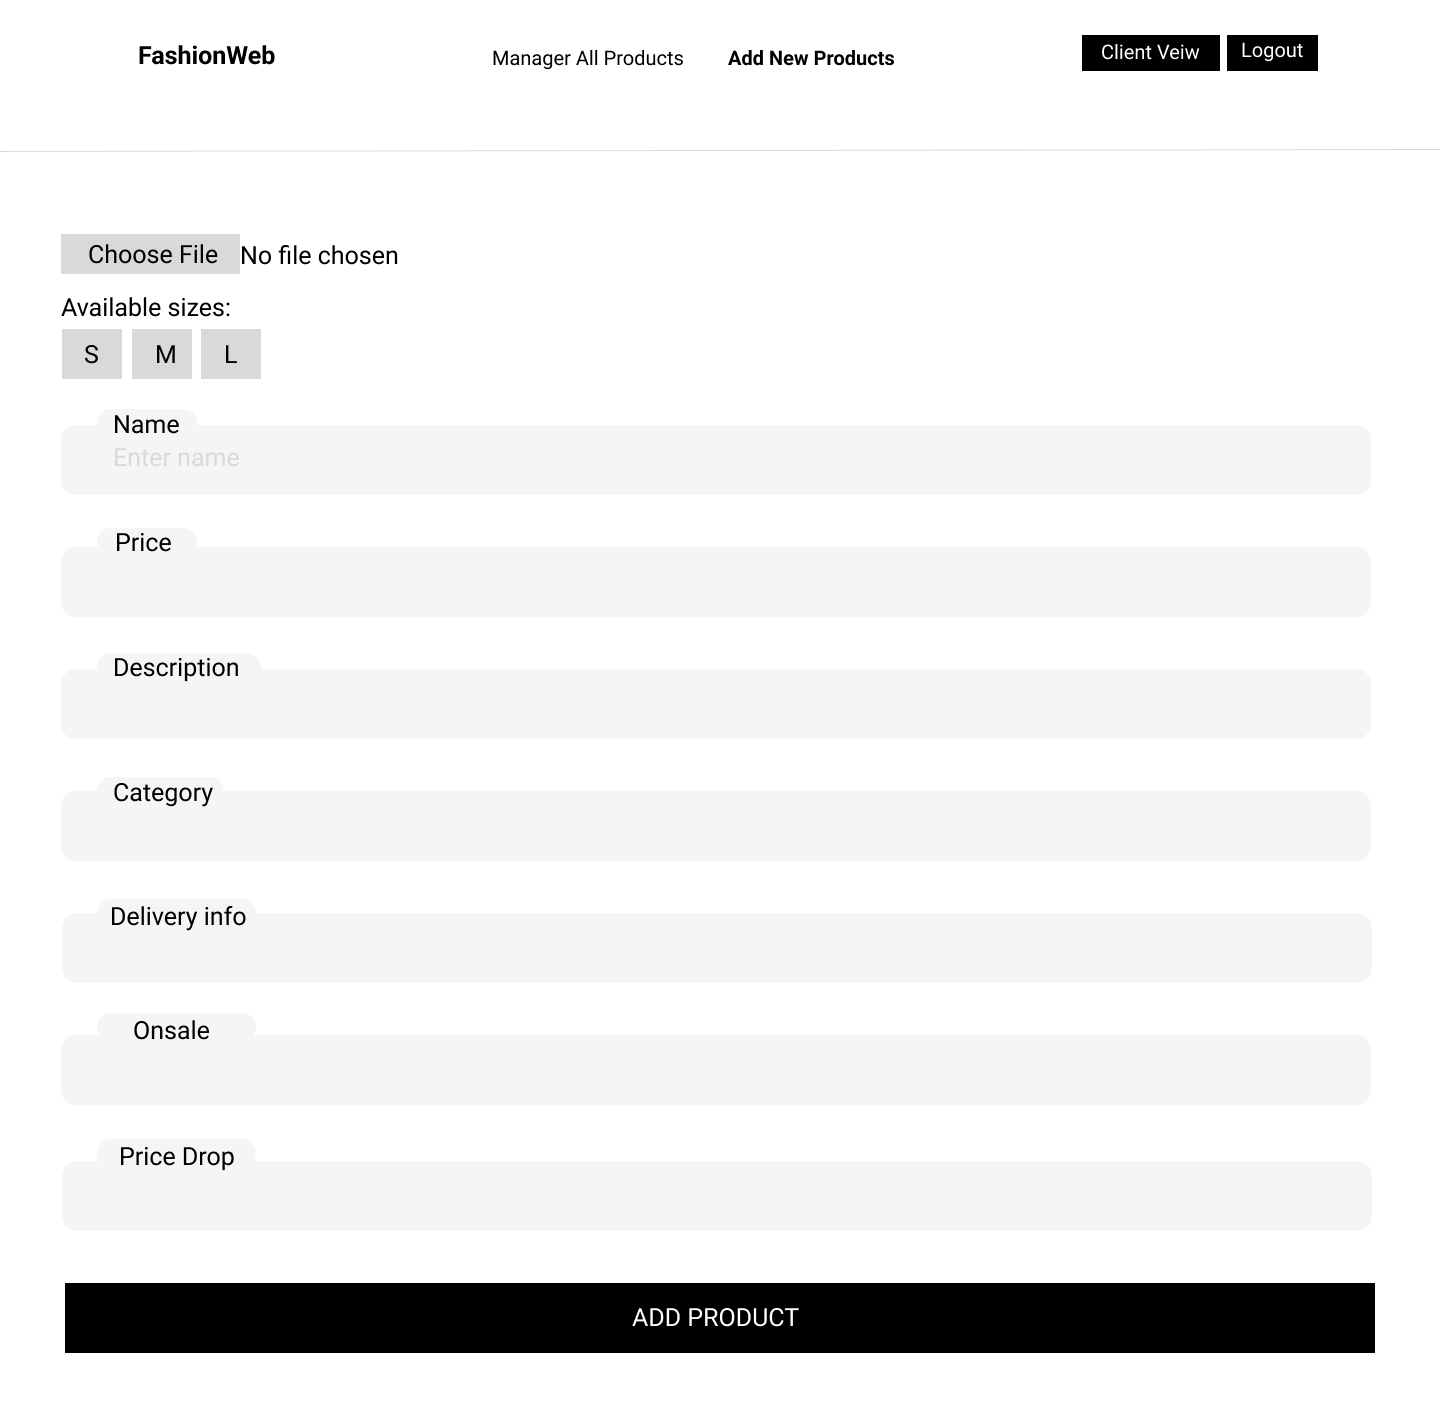 FashionWeb Manager All Products Add New Products Client Veiw Logout
Choose File No file chosen
Available sizes:
S M L
Name
Enter name
Price
Description
Category
Delivery info
Onsale
Price Drop
ADD PRODUCT